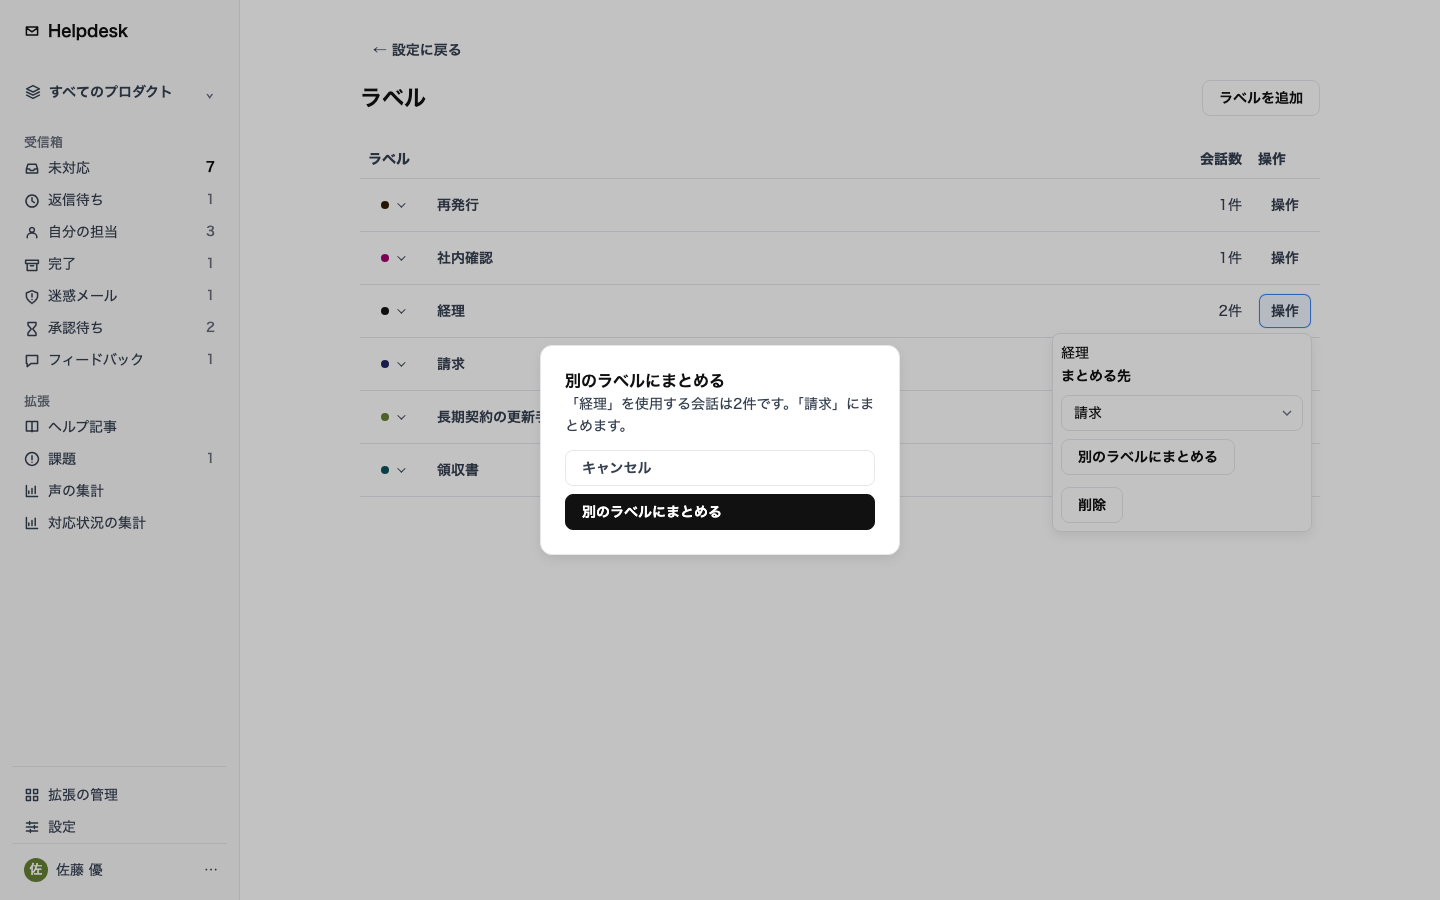 Helpdesk
すべてのプロダクト
受信箱
未対応 7
返信待ち 1
自分の担当 3
完了 1
迷惑メール 1
承認待ち 2
フィードバック 1
拡張
ヘルプ記事
課題 1
声の集計
対応状況の集計
拡張の管理
設定
佐 佐藤 優 …
← 設定に戻る
ラベル
ラベルを追加
ラベル 会話数 操作
再発行 1件 操作
社内確認 1件 操作
経理 2件 操作
請求
長期契約の更新
領収書
経理
まとめる先
請求
別のラベルにまとめる
削除
別のラベルにまとめる
「経理」を使用する会話は2件です。「請求」にま
とめます。
キャンセル
別のラベルにまとめる